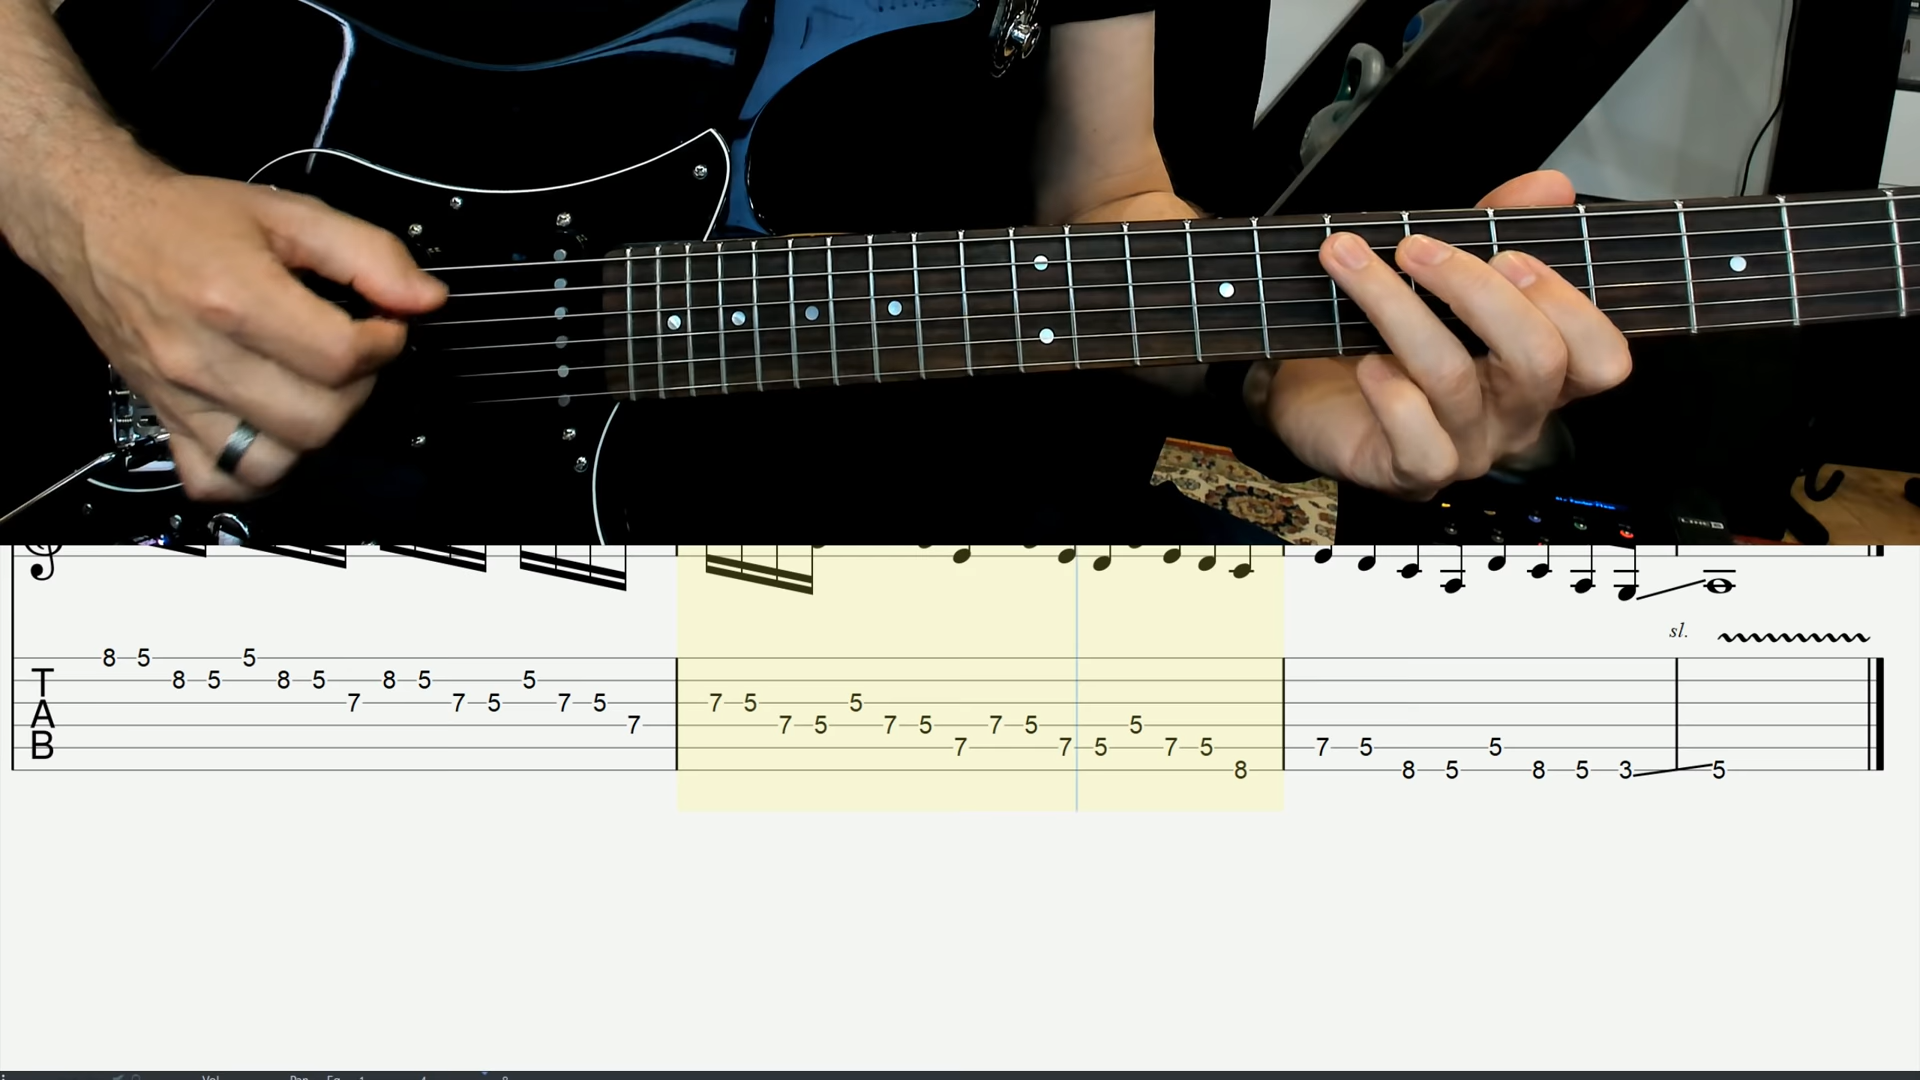 LINE 6
sl.
8 5 5
T 8 5 8 5 8 5 5
A 7 7 5 7 5 7 5 5
7 7 5 7 5 7 5 5
B 7 7 5 7 5 7 5 5
8 8 5 8 5 3 5